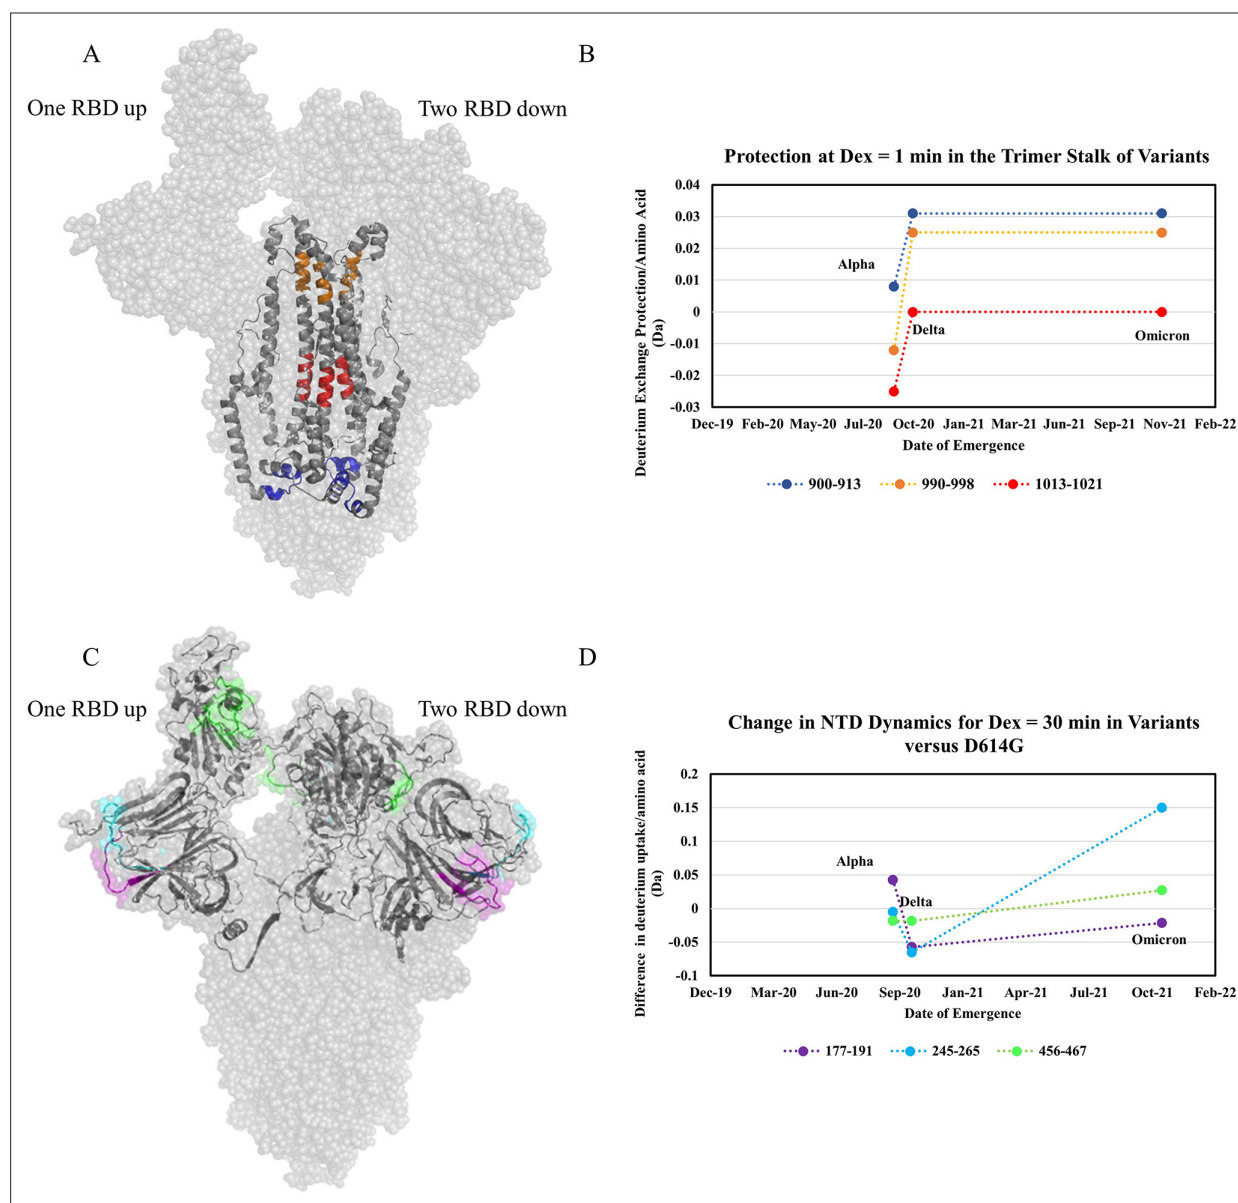 A
B
One RBD up
Two RBD down
Protection at Dex = 1 min in the Trimer Stalk of Variants
Deuterium Exchange Protection/Amino Acid
(Da)
0.04
0.03
0.02
0.01
0
-0.01
-0.02
-0.03
Alpha
Delta
Omicron
Dec-19 Feb-20 May-20 Jul-20 Oct-20 Jan-21 Mar-21 Jun-21 Sep-21 Nov-21 Feb-22
Date of Emergence
900-913 990-998 1013-1021
C
D
One RBD up
Two RBD down
Change in NTD Dynamics for Dex = 30 min in Variants
versus D614G
Difference in deuterium uptake/amino acid
(Da)
0.2
0.15
0.1
0.05
0
-0.05
-0.1
Alpha
Delta
Omicron
Dec-19 Mar-20 Jun-20 Sep-20 Jan-21 Apr-21 Jul-21 Oct-21 Feb-22
Date of Emergence
177-191 245-265 456-467